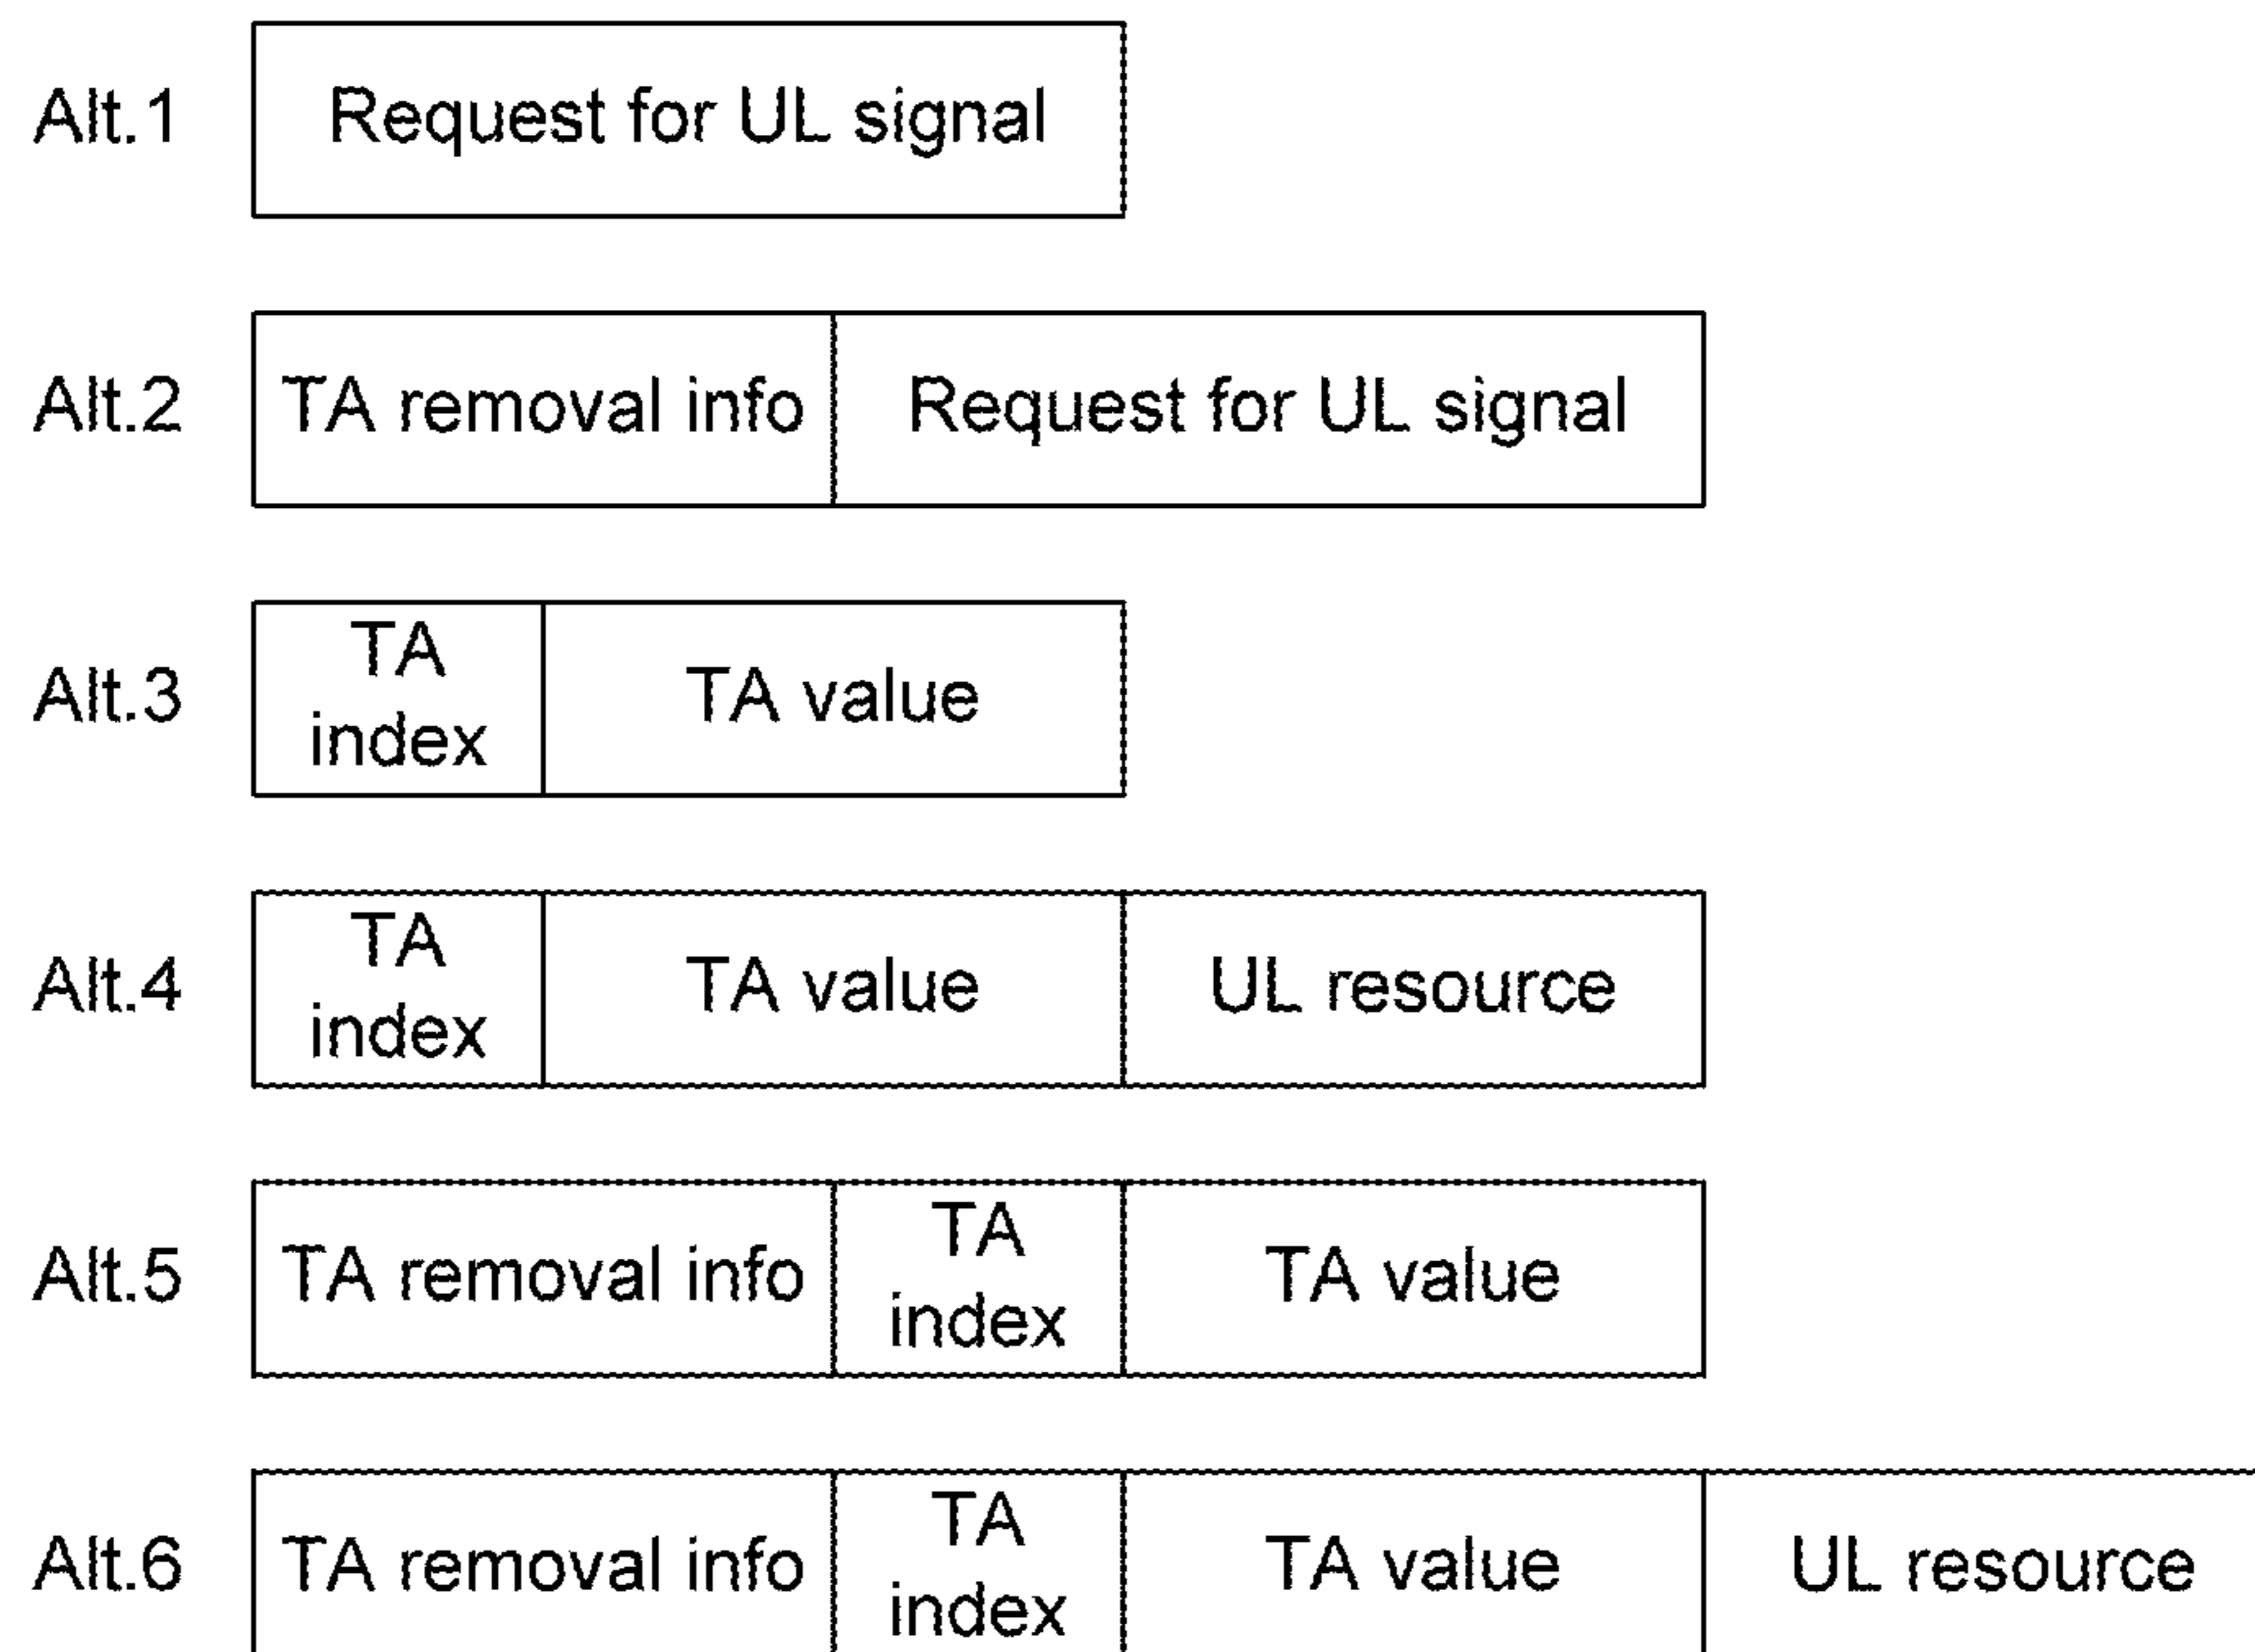 Alt.1 Request for UL signal
Alt.2 TA removal info Request for UL signal
Alt.3 TA index TA value
Alt.4 TA index TA value UL resource
Alt.5 TA removal info TA index TA value
Alt.6 TA removal info TA index TA value UL resource